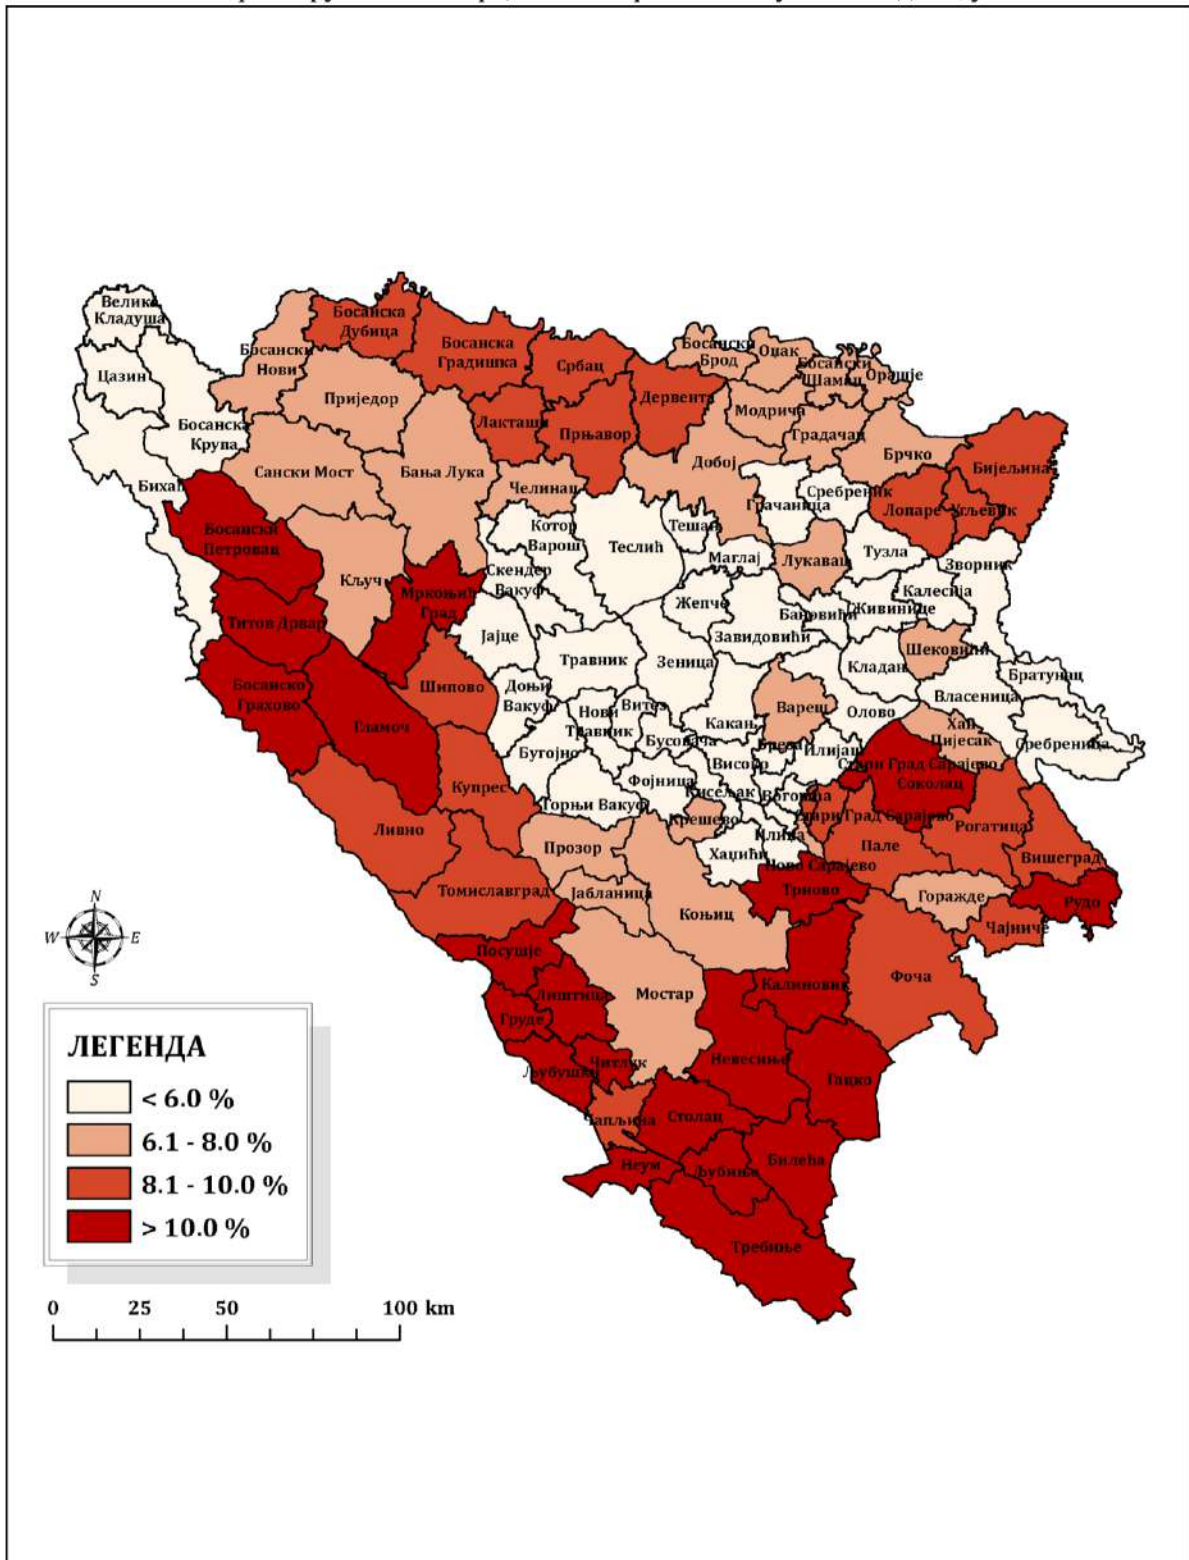 Велика
Кладуша
Цазин
Босанска
Крупа
Бихаћ
Босански
Нови
Босанска
Дубица
Приједор
Босанска
Градишка
Србац
Лакташи
Прњавор
Дервента
Босански
Брод
Оџак
Босански
Шамац
Орашје
Модрича
Градачац
Брчко
Бијељина
Сански Мост
Бања Лука
Челинац
Добој
Грачаница
Сребреник
Лопаре
Угљевик
Босански
Петровац
Кључ
Котор
Варош
Теслић
Тешањ
Маглај
Лукавац
Тузла
Зворник
Скендер
Вакуф
Мркоњић
Град
Жепче
Бановићи
Живинице
Калесија
Титов Дрвар
Јајце
Завидовићи
Травник
Зеница
Кладањ
Шековићи
Братунац
Босанско
Грахово
Шипово
Доњи
Вакуф
Нови
Травник
Витез
Какањ
Вареш
Олово
Власеница
Хан
Пијесак
Сребреница
Гламоч
Бугојно
Бусовача
Високо
Бреза
Илијаш
Стари Град Сарајево
Соколац
Купрес
Горњи Вакуф
Фојница
Кисељак
Вогошћа
Крешево
Стари Град Сарајево
Рогатица
Ливно
Прозор
Хаџићи
Илиџа
Ново Сарајево
Пале
Вишеград
Томиславград
Јабланица
Коњиц
Трново
Горажде
Рудо
Чајниче
Посушје
Лиштица
Мостар
Калиновик
Фоча
Груде
Читлук
Љубушки
Невесиње
Гацко
Чапљина
Столац
Неум
Љубиње
Билећа
Требиње
N
W E
S
ЛЕГЕНДА
< 6.0 %
6.1 - 8.0 %
8.1 - 10.0 %
> 10.0 %
0 25 50 100 km